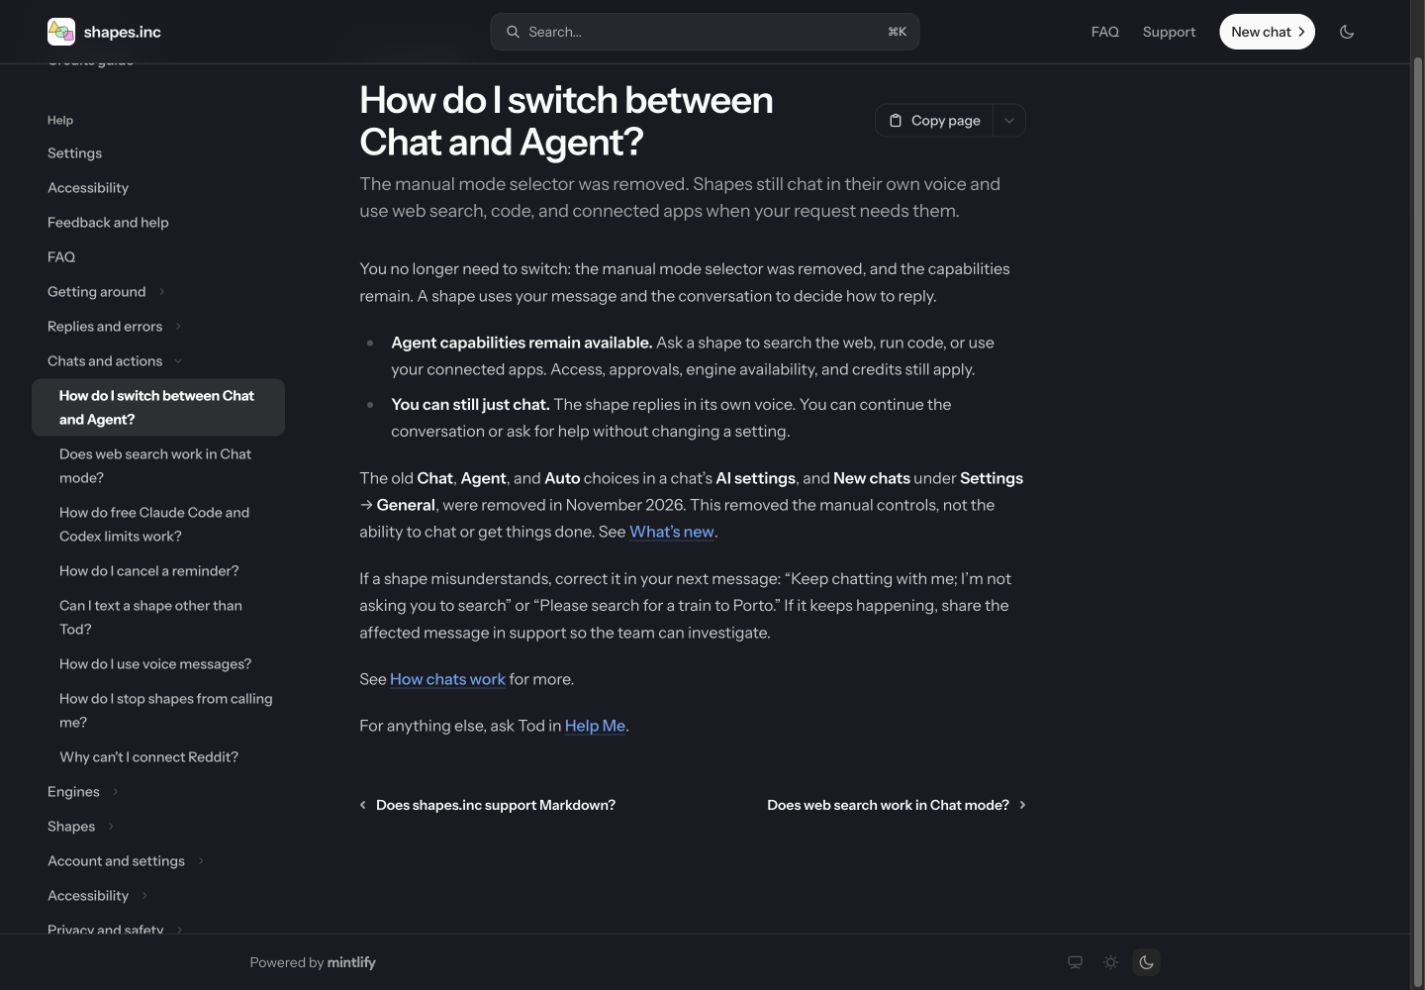 shapes.inc
Search...
⌘K
FAQ
Support
New chat
Credits guide
Help
Settings
Accessibility
Feedback and help
FAQ
Getting around
Replies and errors
Chats and actions
How do I switch between Chat
and Agent?
Does web search work in Chat
mode?
How do free Claude Code and
Codex limits work?
How do I cancel a reminder?
Can I text a shape other than
Tod?
How do I use voice messages?
How do I stop shapes from calling
me?
Why can't I connect Reddit?
Engines
Shapes
Account and settings
Accessibility
Privacy and safety
How do I switch between
Chat and Agent?
Copy page
The manual mode selector was removed. Shapes still chat in their own voice and
use web search, code, and connected apps when your request needs them.
You no longer need to switch: the manual mode selector was removed, and the capabilities
remain. A shape uses your message and the conversation to decide how to reply.
Agent capabilities remain available. Ask a shape to search the web, run code, or use
your connected apps. Access, approvals, engine availability, and credits still apply.
You can still just chat. The shape replies in its own voice. You can continue the
conversation or ask for help without changing a setting.
The old Chat, Agent, and Auto choices in a chat's AI settings, and New chats under Settings
→ General, were removed in November 2026. This removed the manual controls, not the
ability to chat or get things done. See What's new.
If a shape misunderstands, correct it in your next message: “Keep chatting with me; I'm not
asking you to search” or “Please search for a train to Porto.” If it keeps happening, share the
affected message in support so the team can investigate.
See How chats work for more.
For anything else, ask Tod in Help Me.
Does shapes.inc support Markdown?
Does web search work in Chat mode?
Powered by mintlify